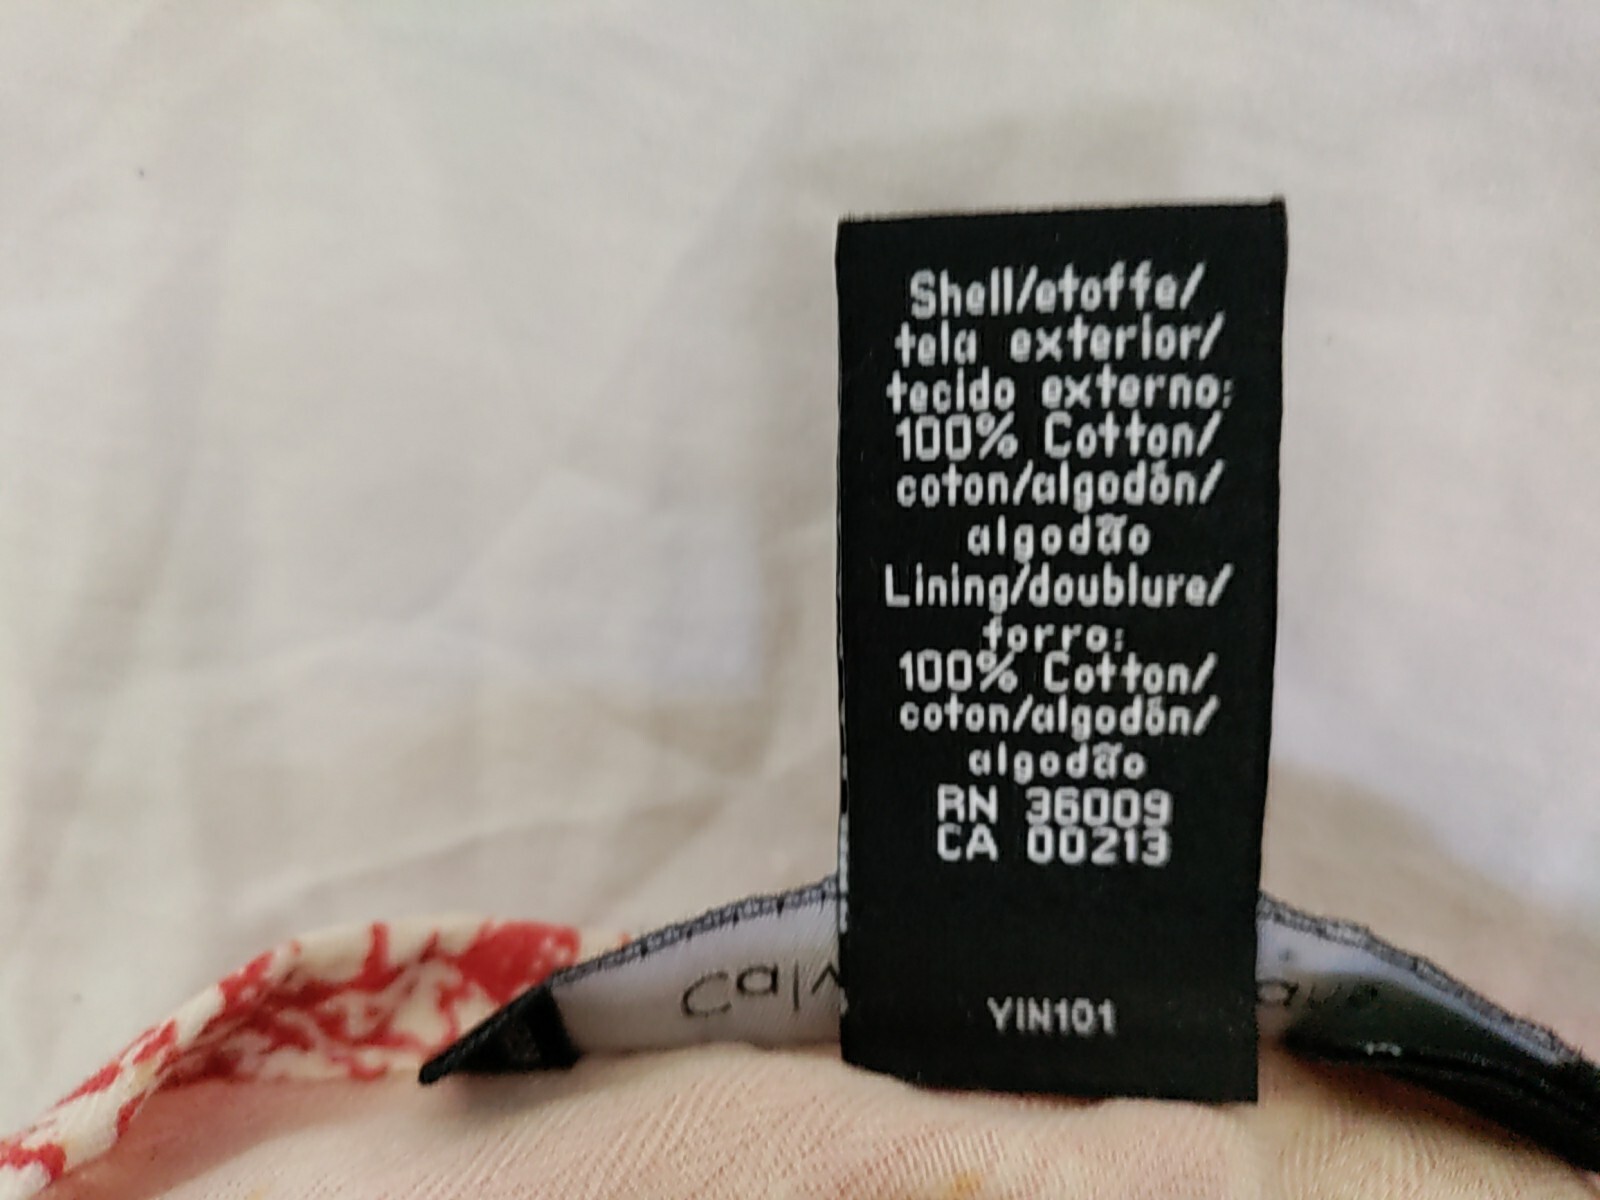 Shell/etoffe/
tela exterior/
tecido externo:
100% Cotton/
coton/algodón/
algodão
Lining/doublure/
forro:
100% Cotton/
coton/algodón/
algodão
RN 36009
CA 00213
YIN101